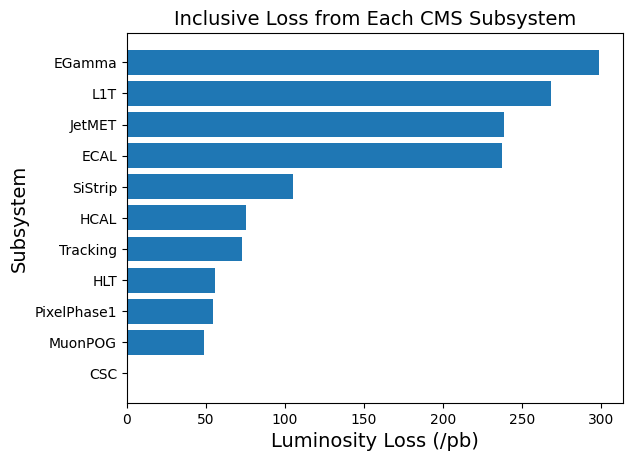 Inclusive Loss from Each CMS Subsystem
Subsystem
EGamma
L1T
JetMET
ECAL
SiStrip
HCAL
Tracking
HLT
PixelPhase1
MuonPOG
CSC
0 50 100 150 200 250 300
Luminosity Loss (/pb)